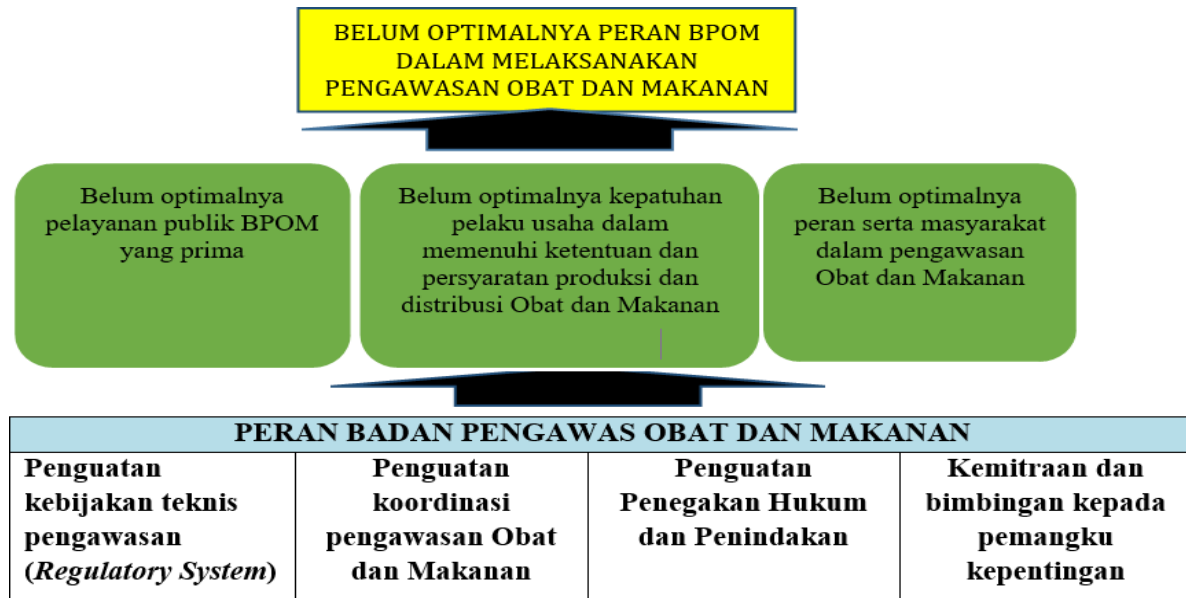 BELUM OPTIMALNYA PERAN BPOM
DALAM MELAKSANAKAN
PENGAWASAN OBAT DAN MAKANAN
Belum optimalnya
pelayanan publik BPOM
yang prima
Belum optimalnya kepatuhan
pelaku usaha dalam
memenuhi ketentuan dan
persyaratan produksi dan
distribusi Obat dan Makanan
Belum optimalnya
peran serta masyarakat
dalam pengawasan
Obat dan Makanan
PERAN BADAN PENGAWAS OBAT DAN MAKANAN
Penguatan
kebijakan teknis
pengawasan
(Regulatory System)
Penguatan
koordinasi
pengawasan Obat
dan Makanan
Penguatan
Penegakan Hukum
dan Penindakan
Kemitraan dan
bimbingan kepada
pemangku
kepentingan